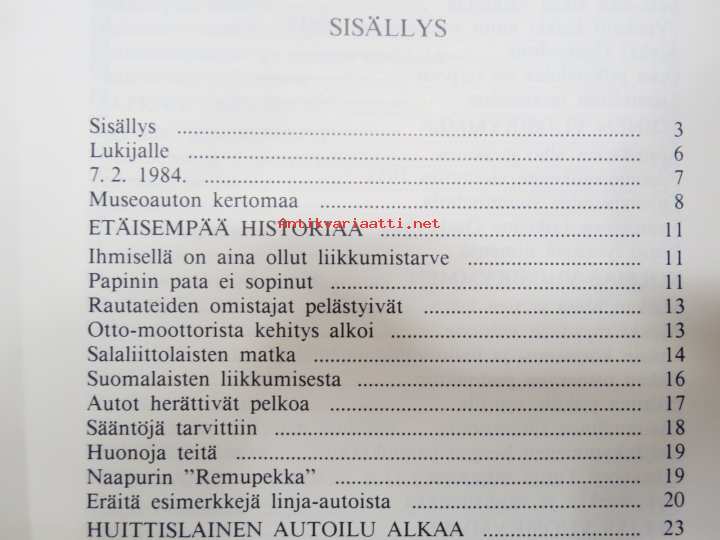 SISÄLLYS
Sisällys ........ 3
Lukijalle ........ 6
7. 2. 1984. ........ 7
Museoauton kertomaa ........ 8
Antikvariaatti.net
ETÄISEMPÄÄ HISTORIAA ........ 11
Ihmisellä on aina ollut liikkumistarve ........ 11
Papinin pata ei sopinut ........ 11
Rautateiden omistajat pelästyivät ........ 13
Otto-moottorista kehitys alkoi ........ 13
Salaliittolaisten matka ........ 14
Suomalaisten liikkumisesta ........ 16
Autot herättivät pelkoa ........ 17
Sääntöjä tarvittiin ........ 18
Huonoja teitä ........ 19
Naapurin ”Remupekka” ........ 19
Eräitä esimerkkejä linja-autoista ........ 20
HUITTISLAINEN AUTOILU ALKAA ........ 23